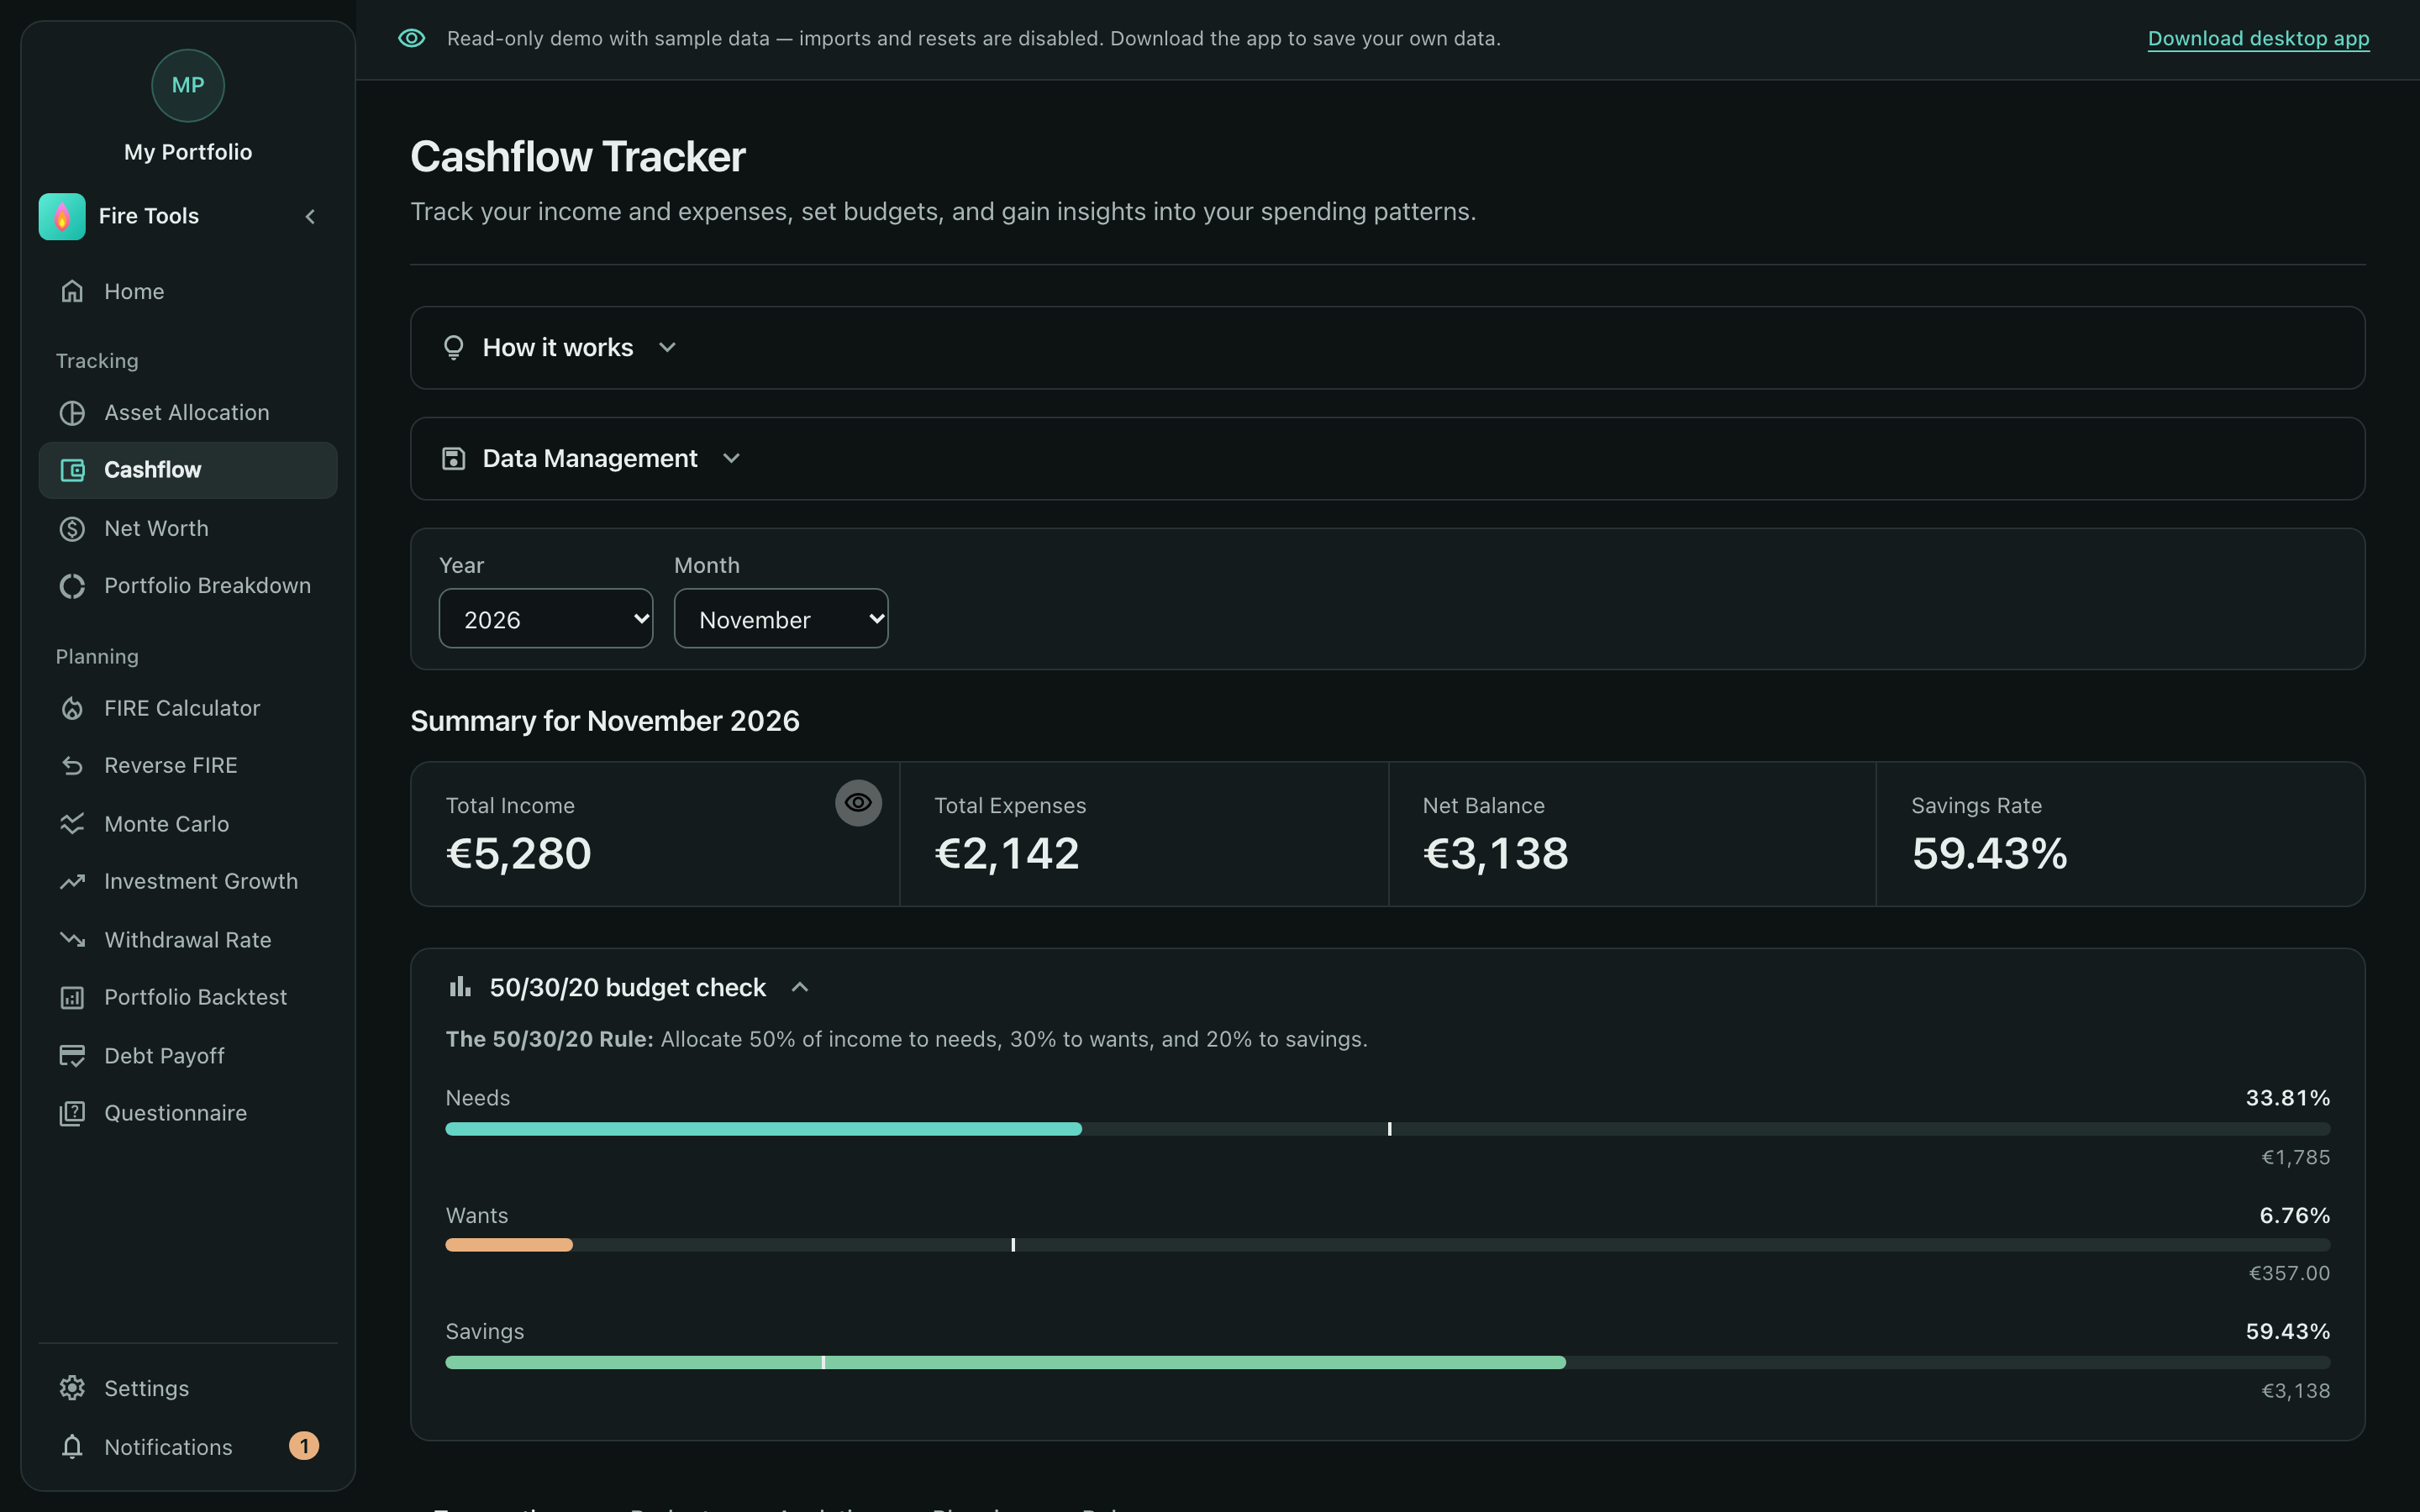 MP
My Portfolio
Fire Tools
Home
Tracking
Asset Allocation
Cashflow
Net Worth
Portfolio Breakdown
Planning
FIRE Calculator
Reverse FIRE
Monte Carlo
Investment Growth
Withdrawal Rate
Portfolio Backtest
Debt Payoff
Questionnaire
Settings
Notifications 1
Read-only demo with sample data — imports and resets are disabled. Download the app to save your own data.
Download desktop app
Cashflow Tracker
Track your income and expenses, set budgets, and gain insights into your spending patterns.
How it works
Data Management
Year Month
2026 November
Summary for November 2026
Total Income Total Expenses Net Balance Savings Rate
€5,280 €2,142 €3,138 59.43%
50/30/20 budget check
The 50/30/20 Rule: Allocate 50% of income to needs, 30% to wants, and 20% to savings.
Needs 33.81%
€1,785
Wants 6.76%
€357.00
Savings 59.43%
€3,138